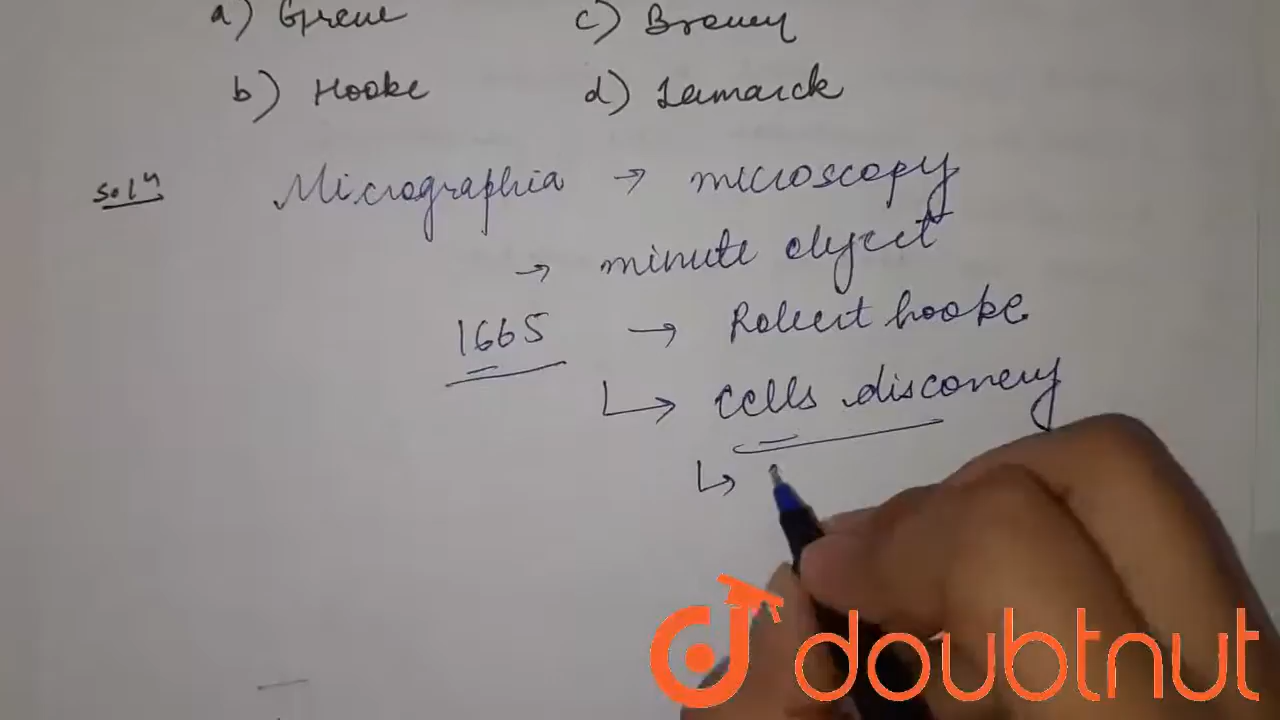 a) Grew c) Brown
b) Hooke d) Lamarck
Solⁿ Micrographia → microscopy
→ minute object
1665 → Robert hooke
↳ cells discovery
↳
doubtnut